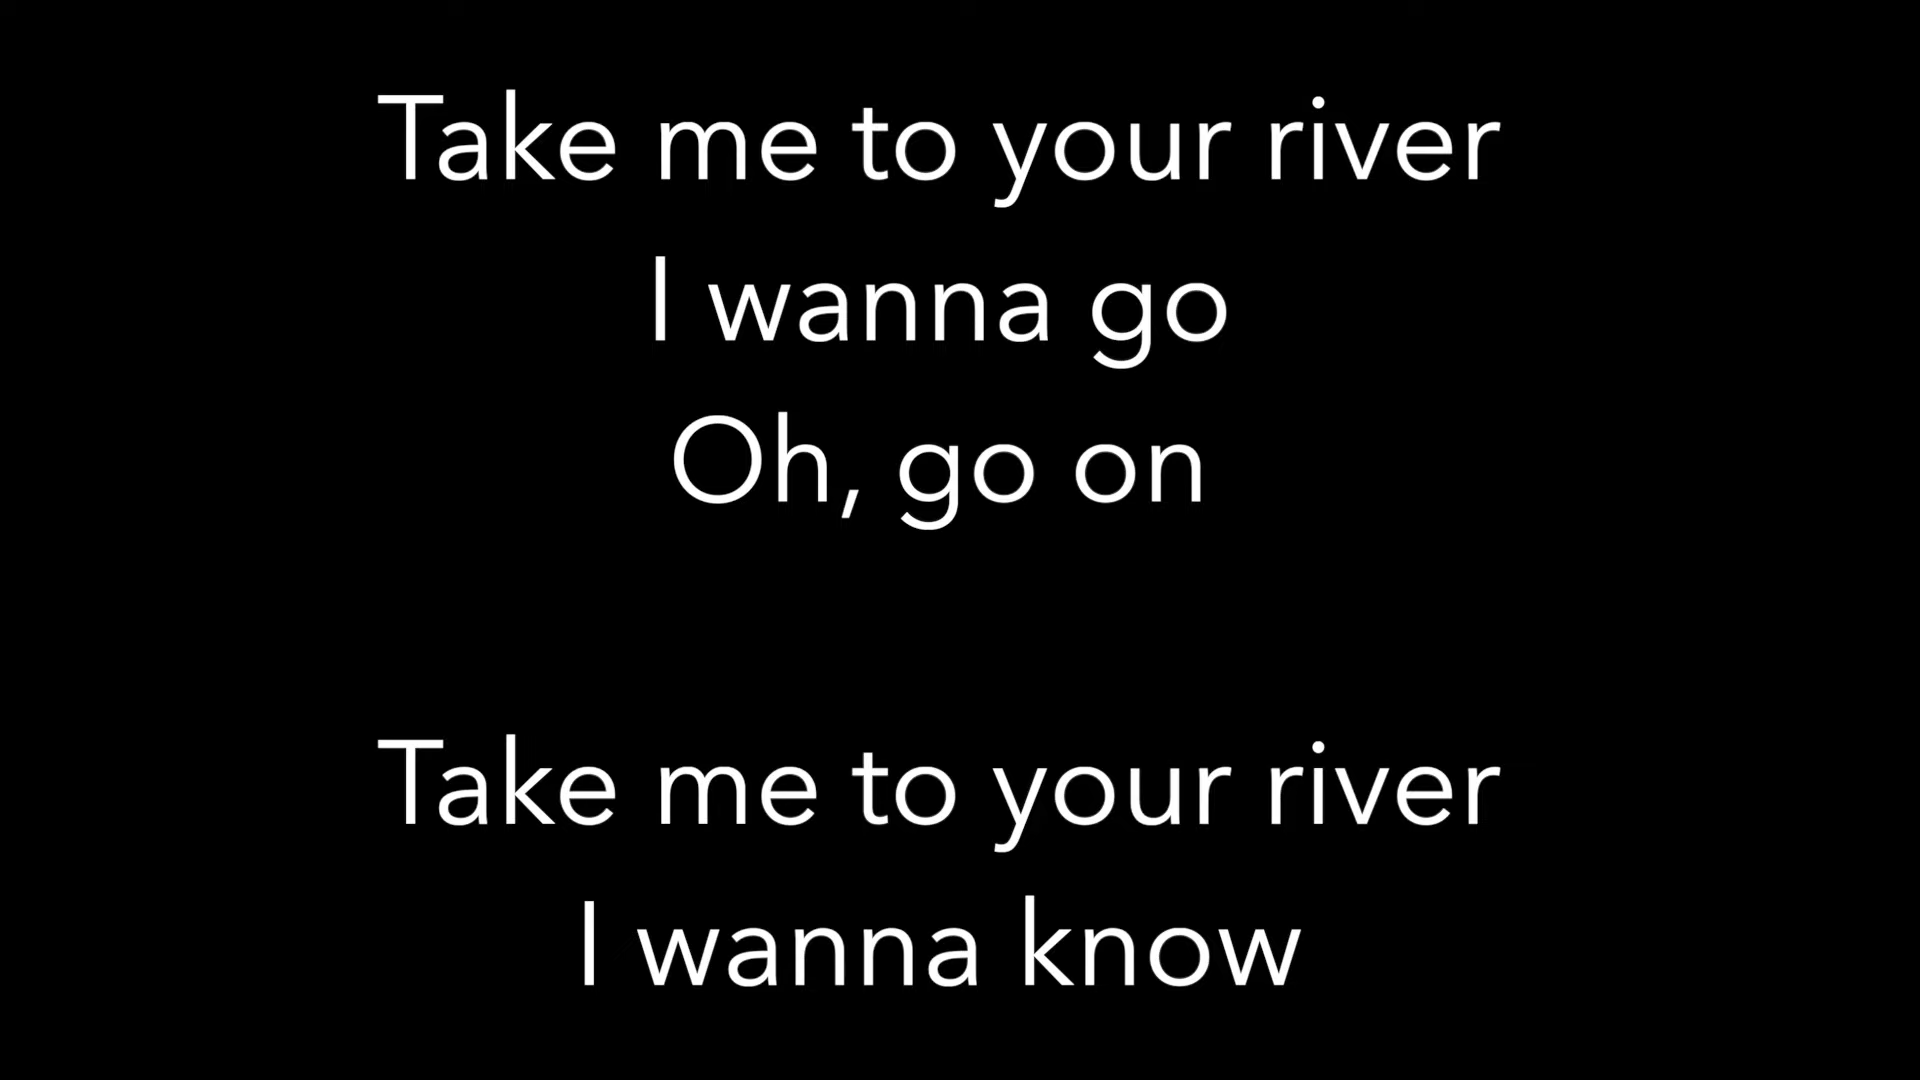 Take me to your river
I wanna go
Oh, go on
Take me to your river
I wanna know